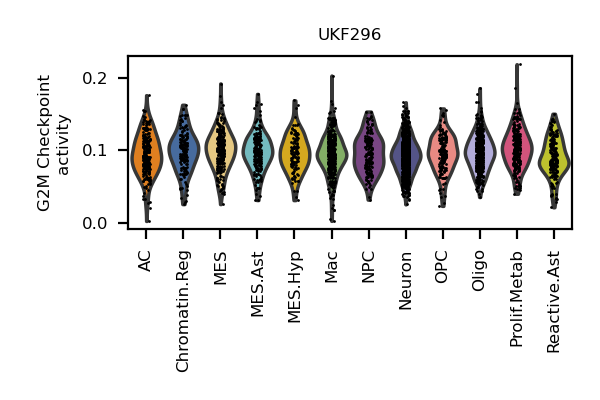 UKF296
G2M Checkpoint
activity
0.2
0.1
0.0
AC
Chromatin.Reg
MES
MES.Ast
MES.Hyp
Mac
NPC
Neuron
OPC
Oligo
Prolif.Metab
Reactive.Ast